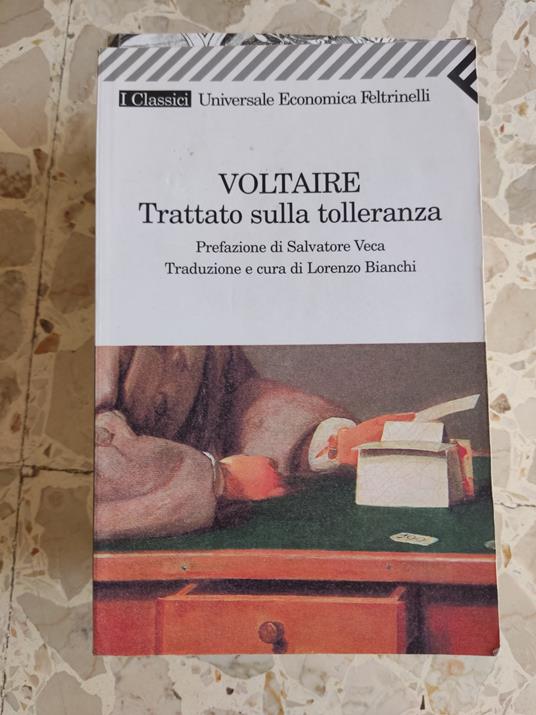 I Classici Universale Economica Feltrinelli
VOLTAIRE
Trattato sulla tolleranza
Prefazione di Salvatore Veca
Traduzione e cura di Lorenzo Bianchi